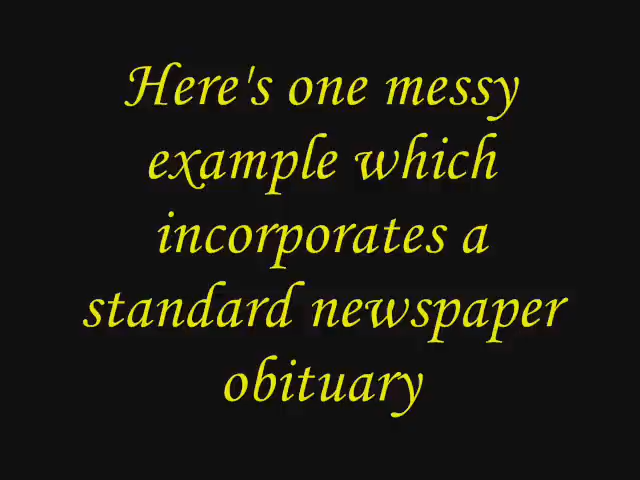 Here's one messy
example which
incorporates a
standard newspaper
obituary